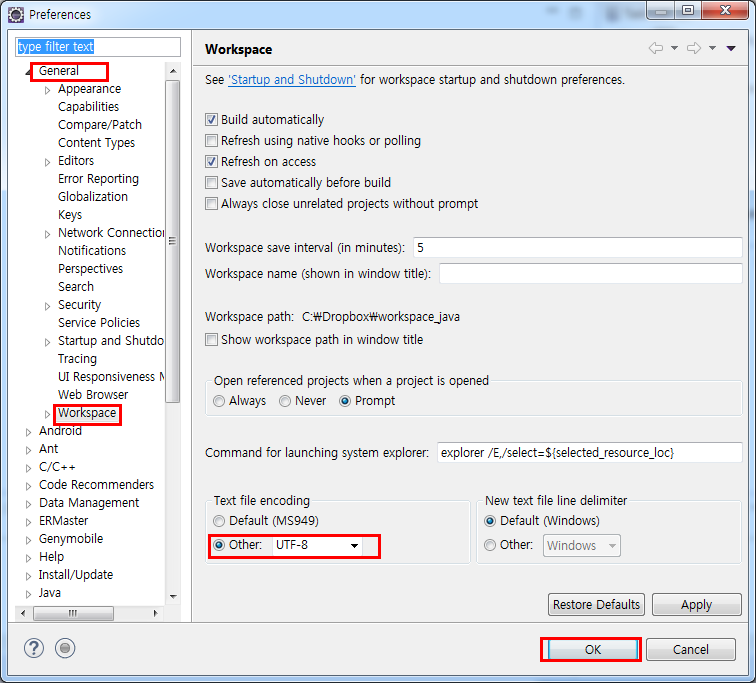 Preferences
type filter text
General
Appearance
Capabilities
Compare/Patch
Content Types
Editors
Error Reporting
Globalization
Keys
Network Connection
Notifications
Perspectives
Search
Security
Service Policies
Startup and Shutdo
Tracing
UI Responsiveness M
Web Browser
Workspace
Android
Ant
C/C++
Code Recommenders
Data Management
ERMaster
Genymobile
Help
Install/Update
Java
Workspace
See 'Startup and Shutdown' for workspace startup and shutdown preferences.
Build automatically
Refresh using native hooks or polling
Refresh on access
Save automatically before build
Always close unrelated projects without prompt
Workspace save interval (in minutes): 5
Workspace name (shown in window title):
Workspace path: C:₩Dropbox₩workspace_java
Show workspace path in window title
Open referenced projects when a project is opened
Always Never Prompt
Command for launching system explorer: explorer /E,/select=${selected_resource_loc}
Text file encoding
Default (MS949)
Other: UTF-8
New text file line delimiter
Default (Windows)
Other: Windows
Restore Defaults Apply
OK Cancel